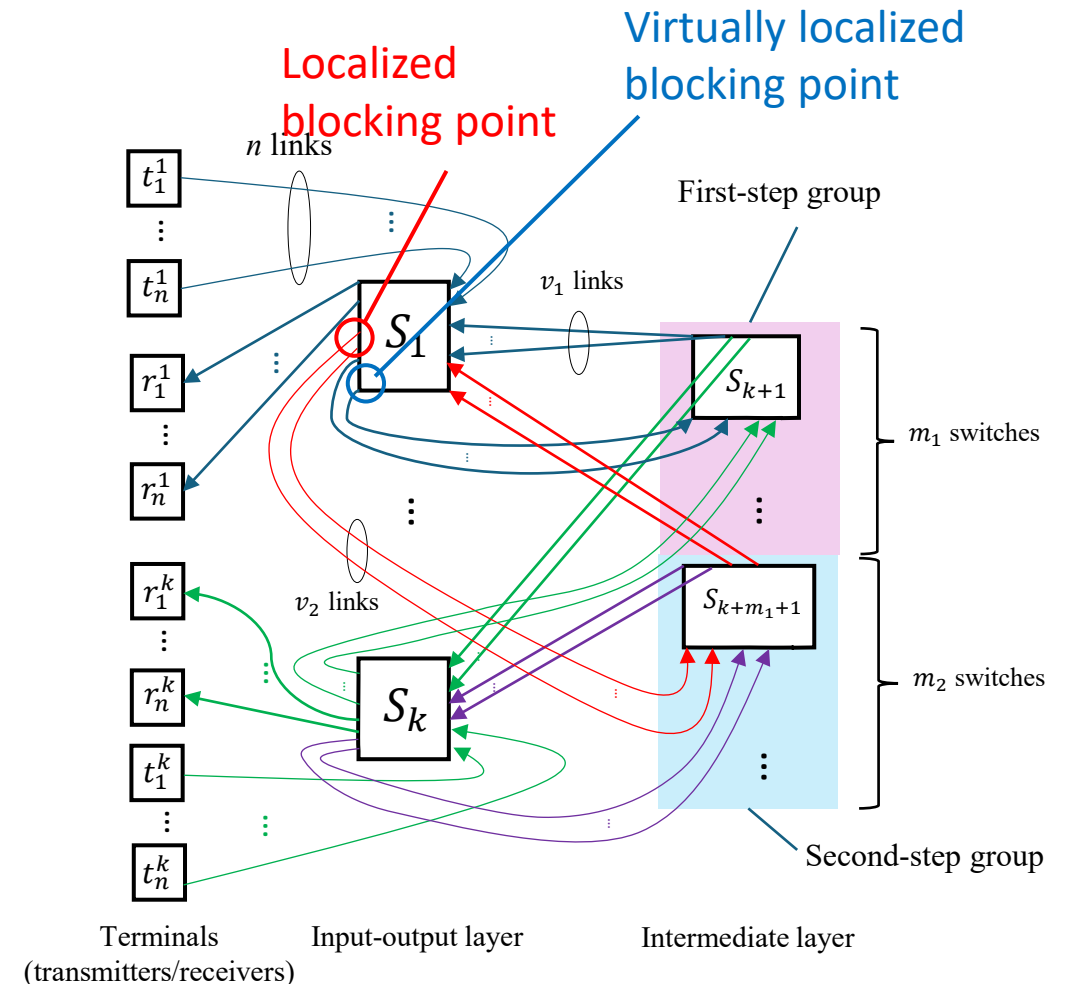 Virtually localized
blocking point
Localized
blocking point
n links
t₁¹
⋮
tₙ¹
r₁¹
⋮
rₙ¹
S₁
v₁ links
First-step group
Sₖ₊₁
m₁ switches
v₂ links
r₁ᵏ
⋮
rₙᵏ
t₁ᵏ
⋮
tₙᵏ
Sₖ
Sₖ₊ₘ₁₊₁
m₂ switches
Second-step group
Terminals
(transmitters/receivers)
Input-output layer
Intermediate layer